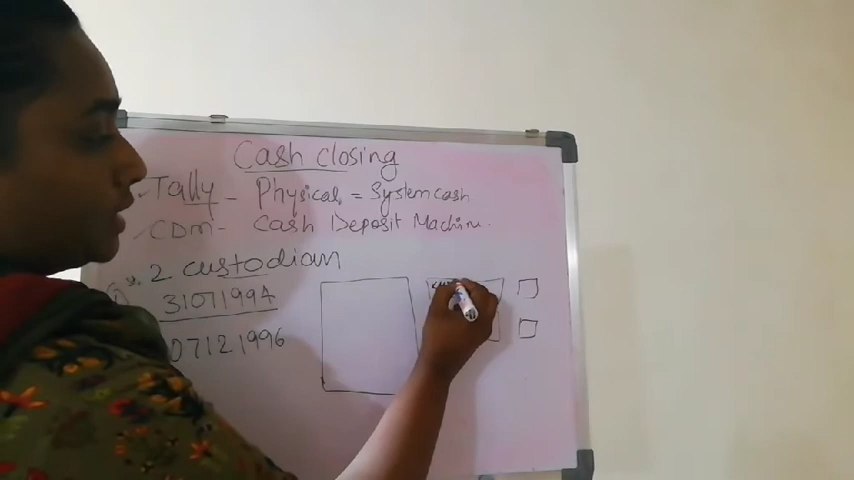 Cash closing
Tally - Physical = System cash
CDM - Cash Deposit Machine.
2 custodian
31071994
07121996